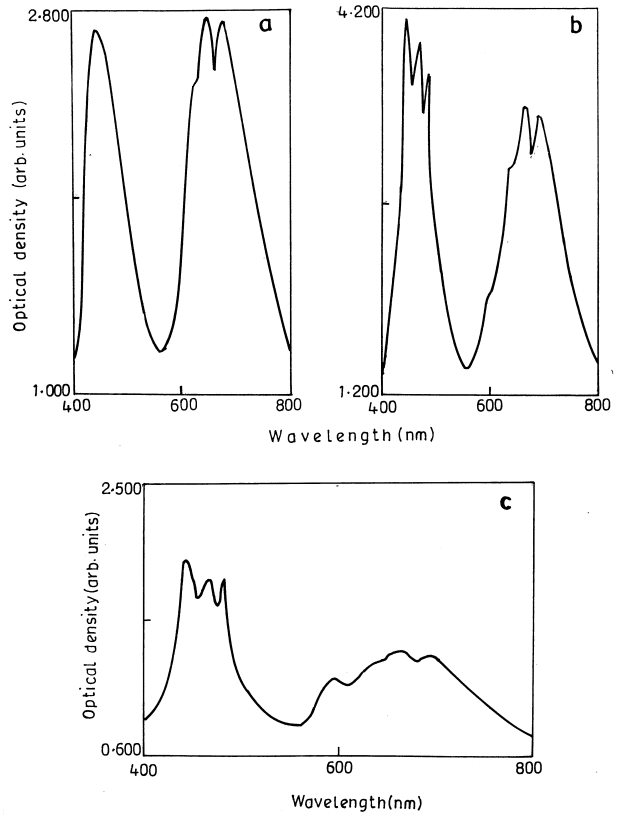 2·800
a
Optical density (arb. units)
1·000
400
600
800
4·200
b
1·200
400
600
800
Wavelength (nm)
2·500
c
Optical density (arb. units)
0·600
400
600
800
Wavelength (nm)